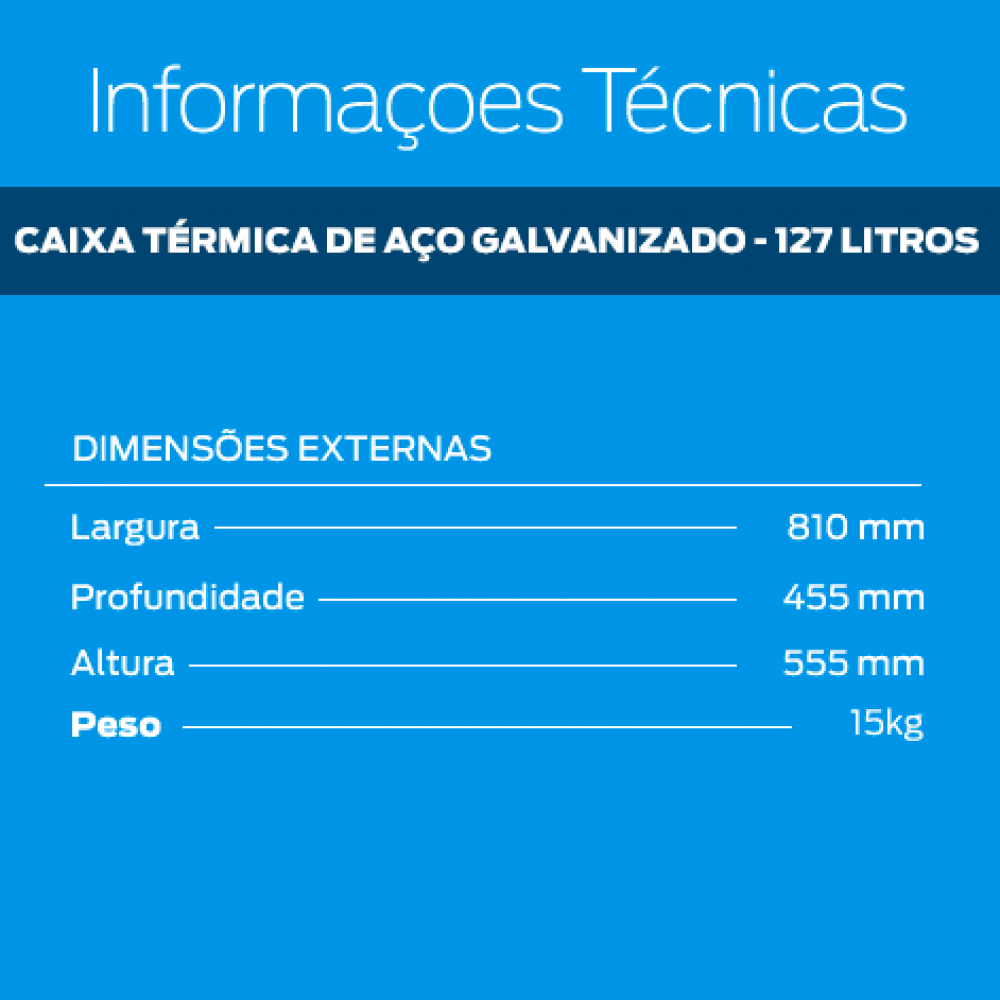 Informaçoes Técnicas
CAIXA TÉRMICA DE AÇO GALVANIZADO - 127 LITROS
DIMENSÕES EXTERNAS
Largura 810 mm
Profundidade 455 mm
Altura 555 mm
Peso 15kg